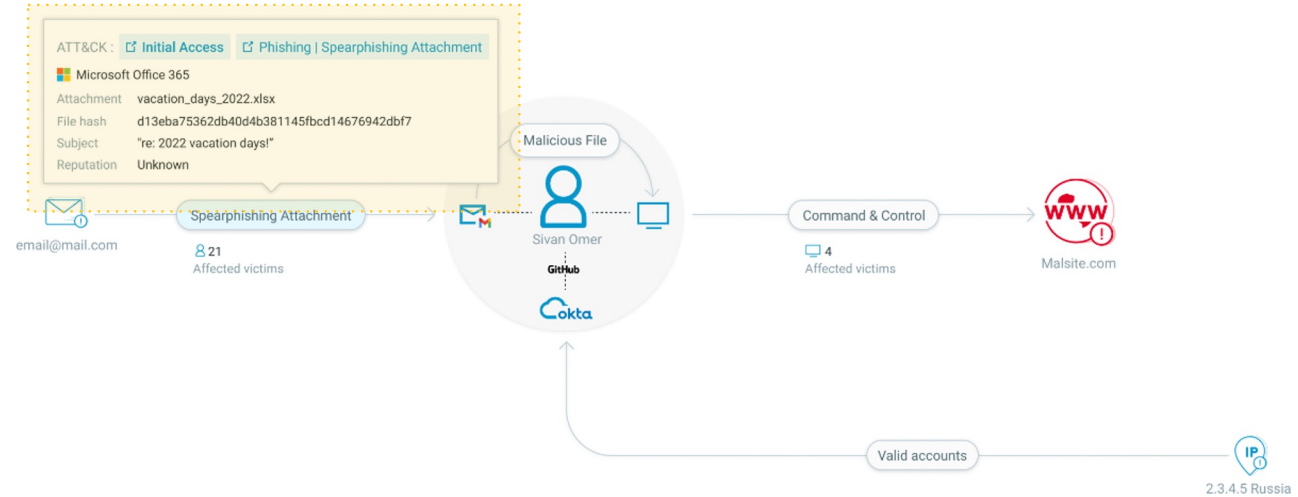 ATT&CK : Initial Access Phishing | Spearphishing Attachment
Microsoft Office 365
Attachment vacation_days_2022.xlsx
File hash d13eba75362db40d4b381145fbcd14676942dbf7
Subject "re: 2022 vacation days!"
Reputation Unknown
Malicious File
email@mail.com
Spearphishing Attachment
21
Affected victims
M
Sivan Omer
GitHub
okta
Command & Control
4
Affected victims
www
!
Malsite.com
Valid accounts
IP
2.3.4.5 Russia